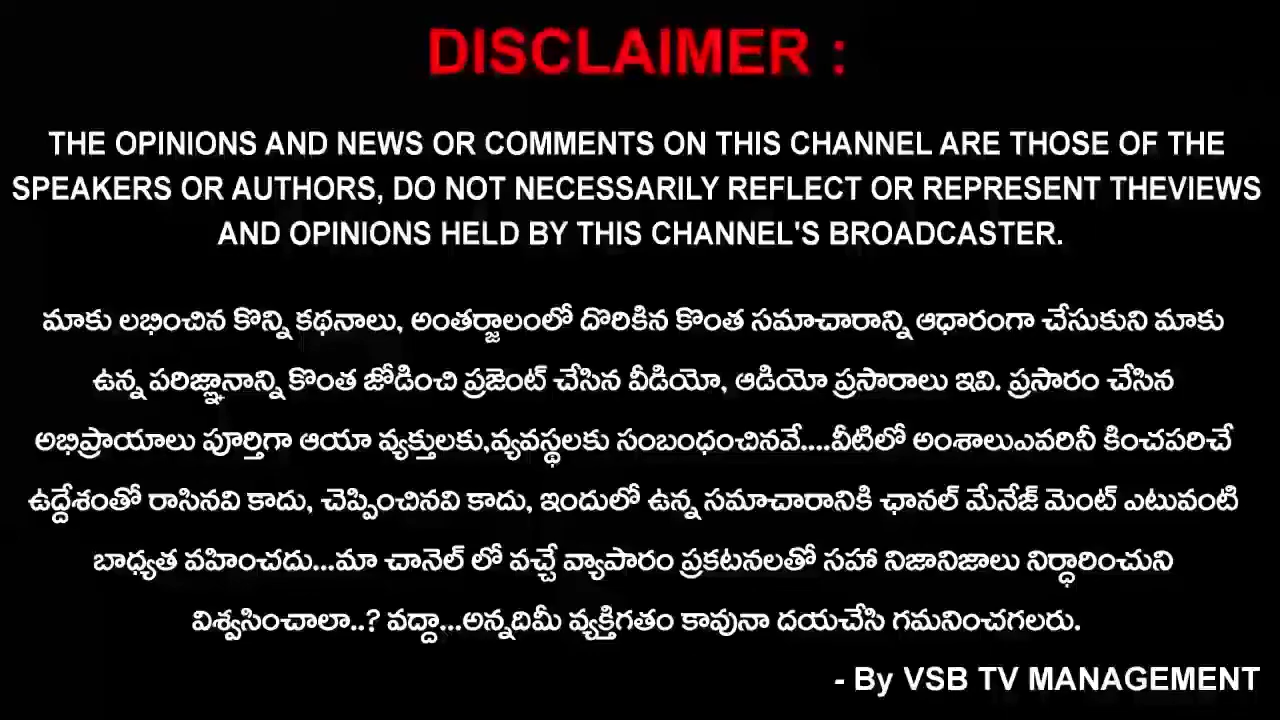 DISCLAIMER :
THE OPINIONS AND NEWS OR COMMENTS ON THIS CHANNEL ARE THOSE OF THE
SPEAKERS OR AUTHORS, DO NOT NECESSARILY REFLECT OR REPRESENT THEVIEWS
AND OPINIONS HELD BY THIS CHANNEL'S BROADCASTER.
మాకు లభించిన కొన్ని కథనాలు, అంతర్జాలంలో దొరికిన కొంత సమాచారాన్ని ఆధారంగా చేసుకుని మాకు
ఉన్న పరిజ్ఞానాన్ని కొంత జోడించి ప్రజెంట్ చేసిన వీడియో, ఆడియో ప్రసారాలు ఇవి. ప్రసారం చేసిన
అభిప్రాయాలు పూర్తిగా ఆయా వ్యక్తులకు,వ్యవస్థలకు సంబంధంచినవే....వీటిలో అంశాలుఎవరినీ కించపరిచే
ఉద్దేశంతో రాసినవి కాదు, చెప్పించినవి కాదు, ఇందులో ఉన్న సమాచారానికి ఛానల్ మేనేజ్ మెంట్ ఎటువంటి
బాధ్యత వహించదు...మా చానెల్ లో వచ్చే వ్యాపారం ప్రకటనలతో సహా నిజానిజాలు నిర్ధారించుని
విశ్వసించాలా..? వద్దా...అన్నదిమీ వ్యక్తిగతం కావునా దయచేసి గమనించగలరు.
- By VSB TV MANAGEMENT